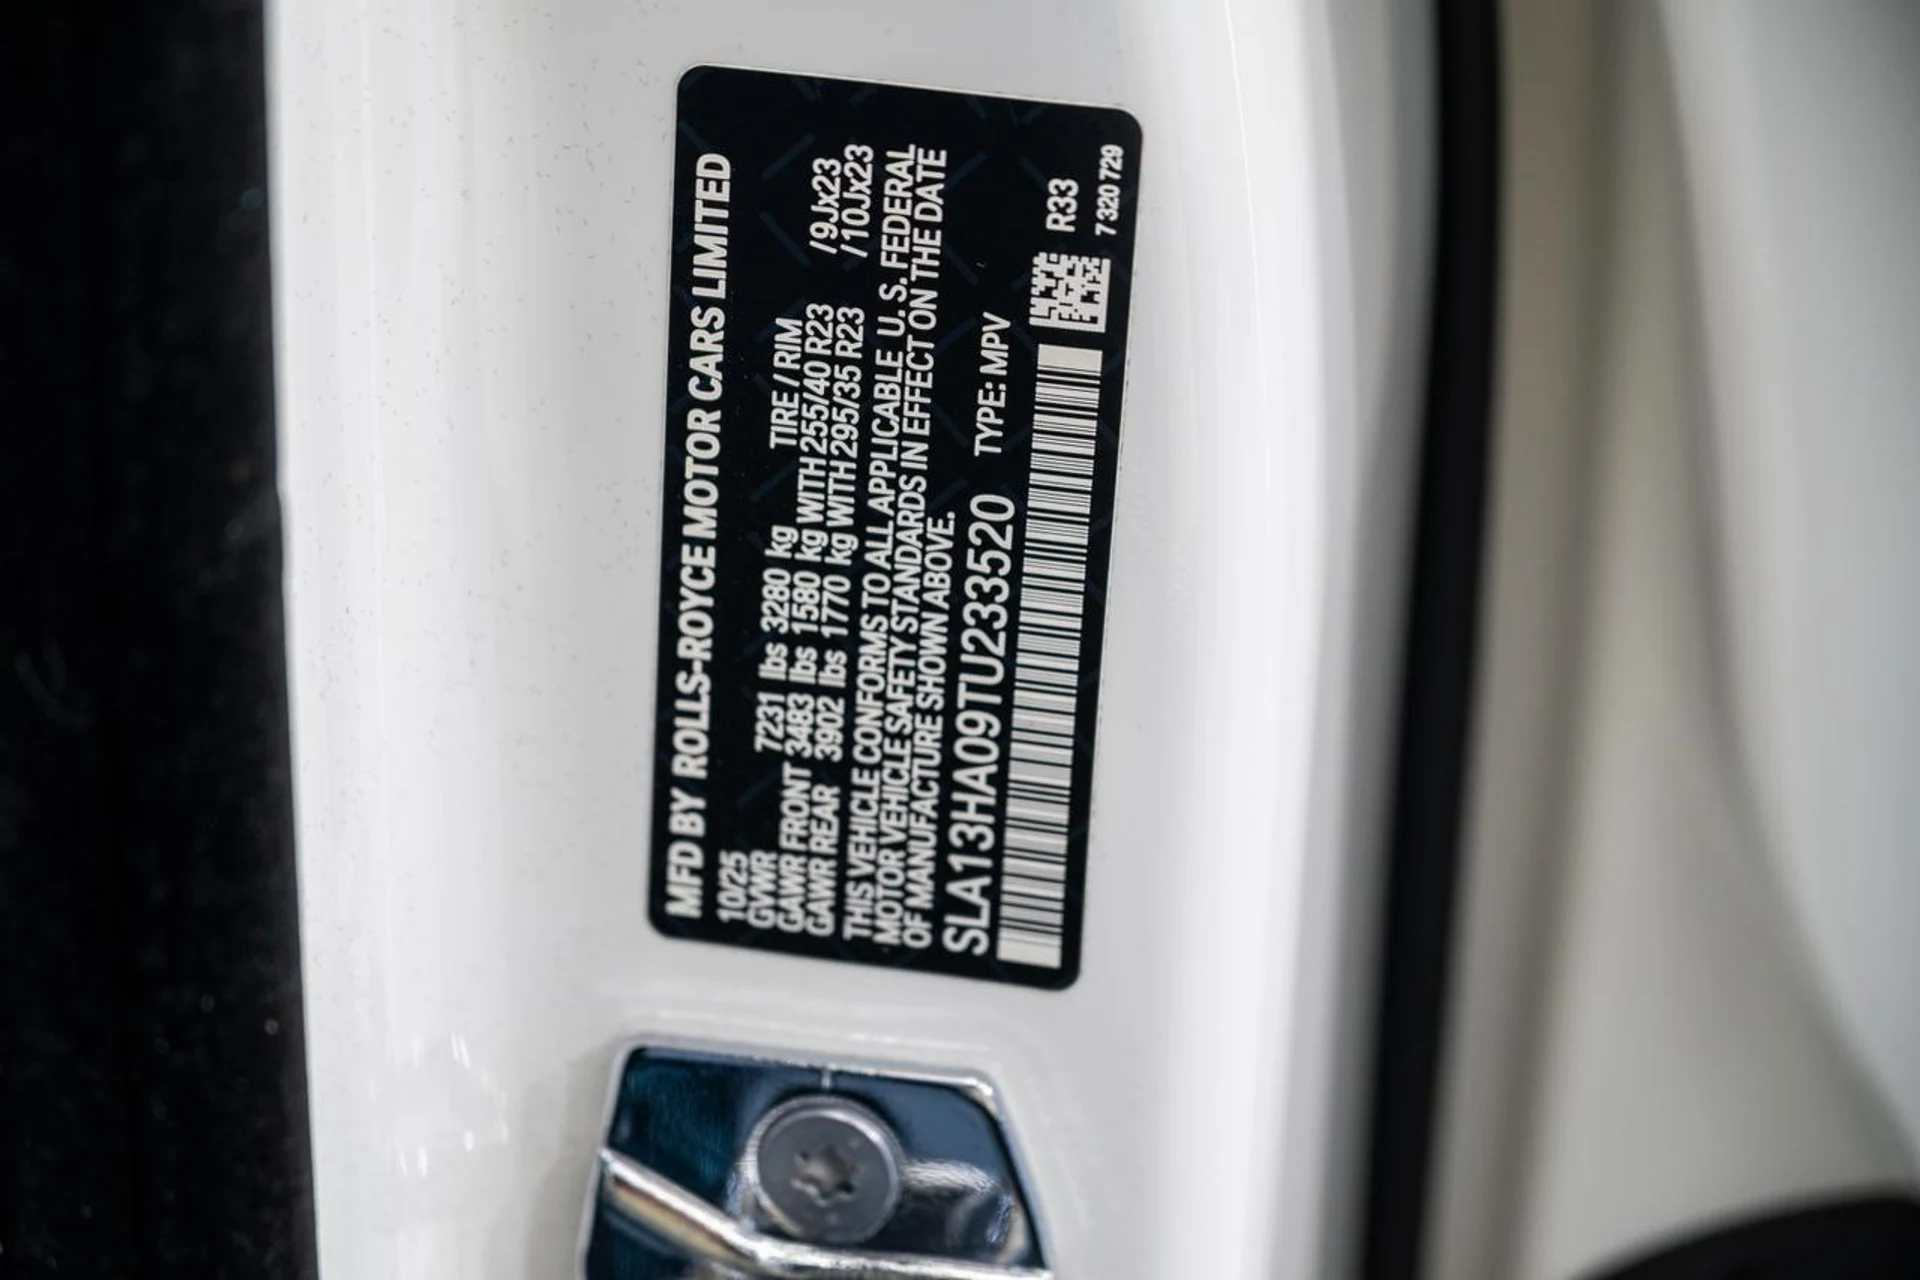 MFD BY ROLLS-ROYCE MOTOR CARS LIMITED
10/25
GVWR 7231 lbs 3280 kg TIRE / RIM
GAWR FRONT 3483 lbs 1580 kg WITH 255/40 R23 /9Jx23
GAWR REAR 3902 lbs 1770 kg WITH 295/35 R23 /10Jx23
THIS VEHICLE CONFORMS TO ALL APPLICABLE U. S. FEDERAL
MOTOR VEHICLE SAFETY STANDARDS IN EFFECT ON THE DATE
OF MANUFACTURE SHOWN ABOVE.
SLA13HA09TU233520 TYPE: MPV
R33
7 320 729